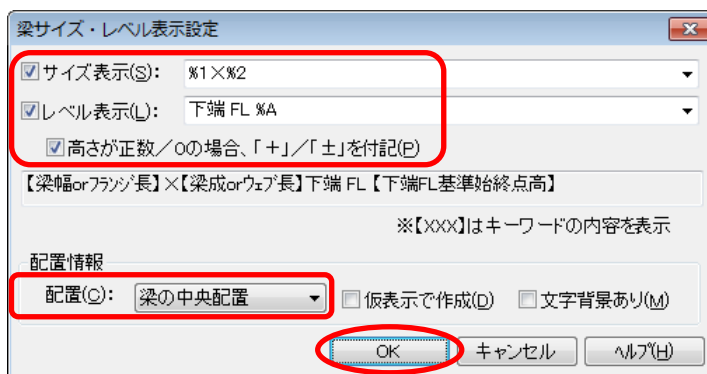 梁サイズ・レベル表示設定
サイズ表示(S): %1×%2
レベル表示(L): 下端 FL %A
高さが正数/0の場合、「+」/「±」を付記(P)
【梁幅orフランジ長】×【梁成orウェブ長】下端 FL 【下端FL基準始終点高】
※【XXX】はキーワードの内容を表示
配置情報
配置(C): 梁の中央配置 仮表示で作成(D) 文字背景あり(M)
OK キャンセル ヘルプ(H)